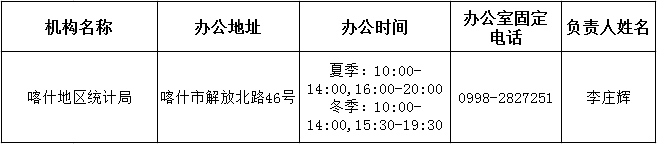 机构名称
办公地址
办公时间
办公室固定
电话
负责人姓名
喀什地区统计局
喀什市解放北路46号
夏季：10:00-
14:00,16:00-20:00
冬季：10:00-
14:00,15:30-19:30
0998-2827251
李庄辉